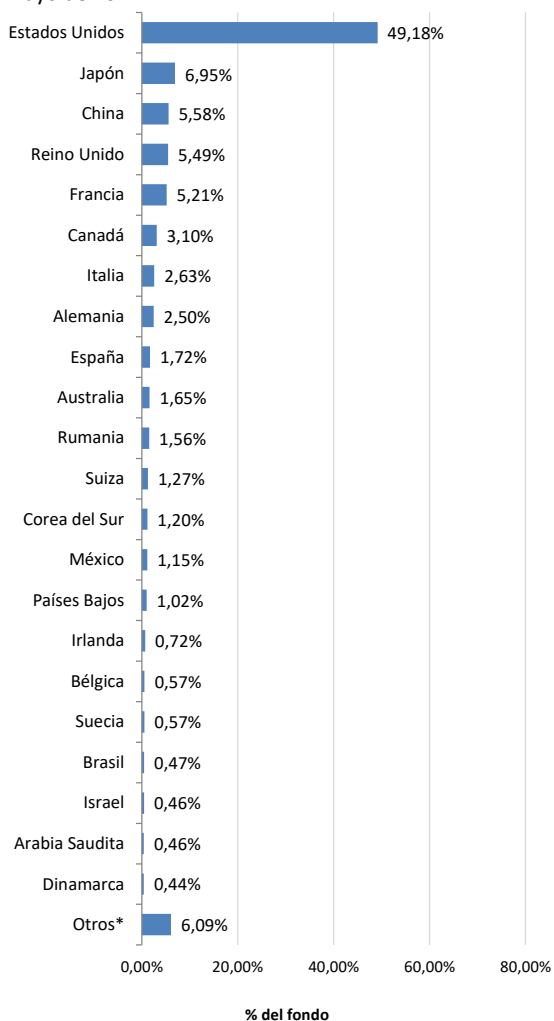 Estados Unidos 49,18%
Japón 6,95%
China 5,58%
Reino Unido 5,49%
Francia 5,21%
Canadá 3,10%
Italia 2,63%
Alemania 2,50%
España 1,72%
Australia 1,65%
Rumania 1,56%
Suiza 1,27%
Corea del Sur 1,20%
México 1,15%
Países Bajos 1,02%
Irlanda 0,72%
Bélgica 0,57%
Suecia 0,57%
Brasil 0,47%
Israel 0,46%
Arabia Saudita 0,46%
Dinamarca 0,44%
Otros* 6,09%
0,00% 20,00% 40,00% 60,00% 80,00%
% del fondo